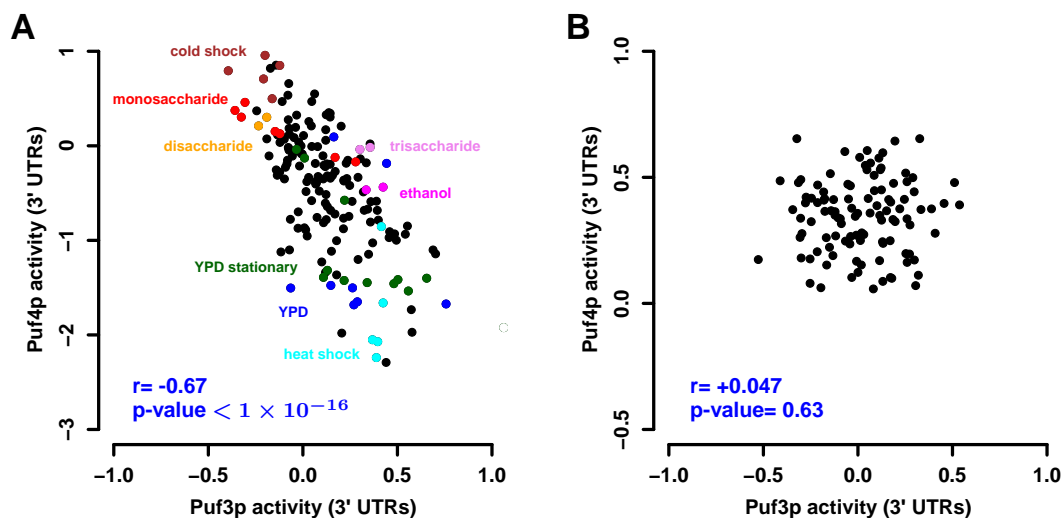 A
B
cold shock
monosaccharide
disaccharide
trisaccharide
ethanol
YPD stationary
YPD
heat shock
r= -0.67
p-value < 1 × 10−16
Puf4p activity (3' UTRs)
1
0
−1
−2
−3
−1.0
−0.5
0.0
0.5
1.0
Puf3p activity (3' UTRs)
Puf4p activity (3' UTRs)
1.0
0.5
0.0
−0.5
r= +0.047
p-value= 0.63
−1.0
−0.5
0.0
0.5
1.0
Puf3p activity (3' UTRs)